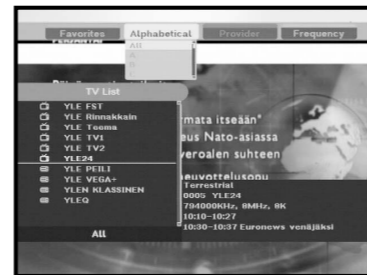 Favorites Alphabetical Provider Frequency
All
A
B
C
TV List
YLE FST
YLE Rinnakkain
YLE Teema
YLE TV1
YLE TV2
YLE24
YLE PEILI
YLE VEGA+
YLEN KLASSINEN
YLEQ
All
mata itseään"
eus Nato-asiassa
veroalen suhteen
euvottelusopu
Terrestrial
0005 YLE24
794000KHz, 8MHz, 8K
10:10-10:27
10:30-10:37 Euronews venäjäksi